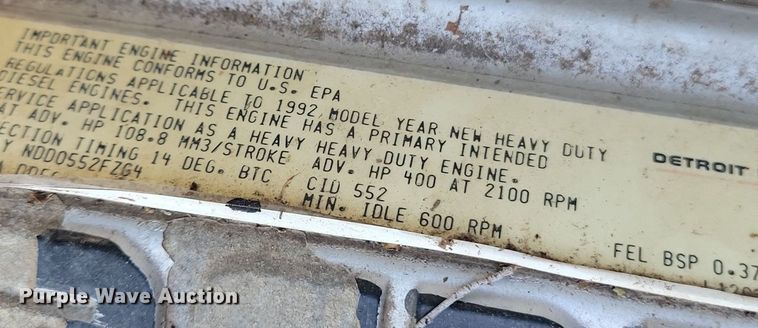 IMPORTANT ENGINE INFORMATION
THIS ENGINE CONFORMS TO U.S. EPA
REGULATIONS APPLICABLE TO 1992 MODEL YEAR NEW HEAVY DUTY
DIESEL ENGINES. THIS ENGINE HAS A PRIMARY INTENDED
SERVICE APPLICATION AS A HEAVY HEAVY DUTY ENGINE.
AT ADV. HP 108.8 MM3/STROKE ADV. HP 400 AT 2100 RPM
TIMING 14 DEG. BTC CID 552
NDD0552FZG4 MIN. IDLE 600 RPM
DDEC
FEL BSP 0.37
DETROIT
Purple Wave Auction